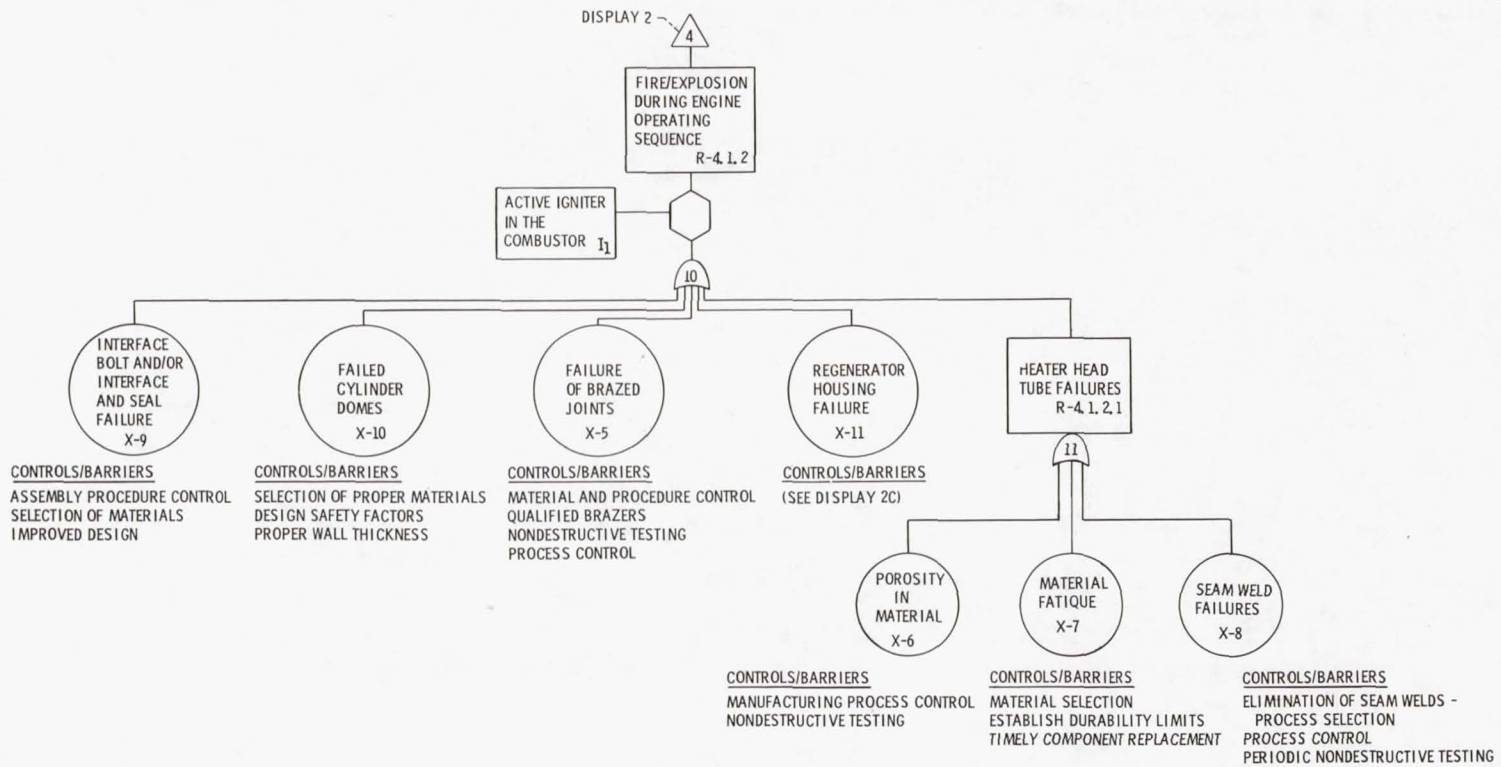 DISPLAY 2
4
FIRE/EXPLOSION
DURING ENGINE
OPERATING
SEQUENCE
R-4.1.2
ACTIVE IGNITER
IN THE
COMBUSTOR I1
10
INTERFACE
BOLT AND/OR
INTERFACE
AND SEAL
FAILURE
X-9
CONTROLS/BARRIERS
ASSEMBLY PROCEDURE CONTROL
SELECTION OF MATERIALS
IMPROVED DESIGN
FAILED
CYLINDER
DOMES
X-10
CONTROLS/BARRIERS
SELECTION OF PROPER MATERIALS
DESIGN SAFETY FACTORS
PROPER WALL THICKNESS
FAILURE
OF BRAZED
JOINTS
X-5
CONTROLS/BARRIERS
MATERIAL AND PROCEDURE CONTROL
QUALIFIED BRAZERS
NONDESTRUCTIVE TESTING
PROCESS CONTROL
REGENERATOR
HOUSING
FAILURE
X-11
CONTROLS/BARRIERS
(SEE DISPLAY 2C)
HEATER HEAD
TUBE FAILURES
R-4.1.2.1
11
POROSITY
IN
MATERIAL
X-6
CONTROLS/BARRIERS
MANUFACTURING PROCESS CONTROL
NONDESTRUCTIVE TESTING
MATERIAL
FATIQUE
X-7
CONTROLS/BARRIERS
MATERIAL SELECTION
ESTABLISH DURABILITY LIMITS
TIMELY COMPONENT REPLACEMENT
SEAM WELD
FAILURES
X-8
CONTROLS/BARRIERS
ELIMINATION OF SEAM WELDS -
PROCESS SELECTION
PROCESS CONTROL
PERIODIC NONDESTRUCTIVE TESTING